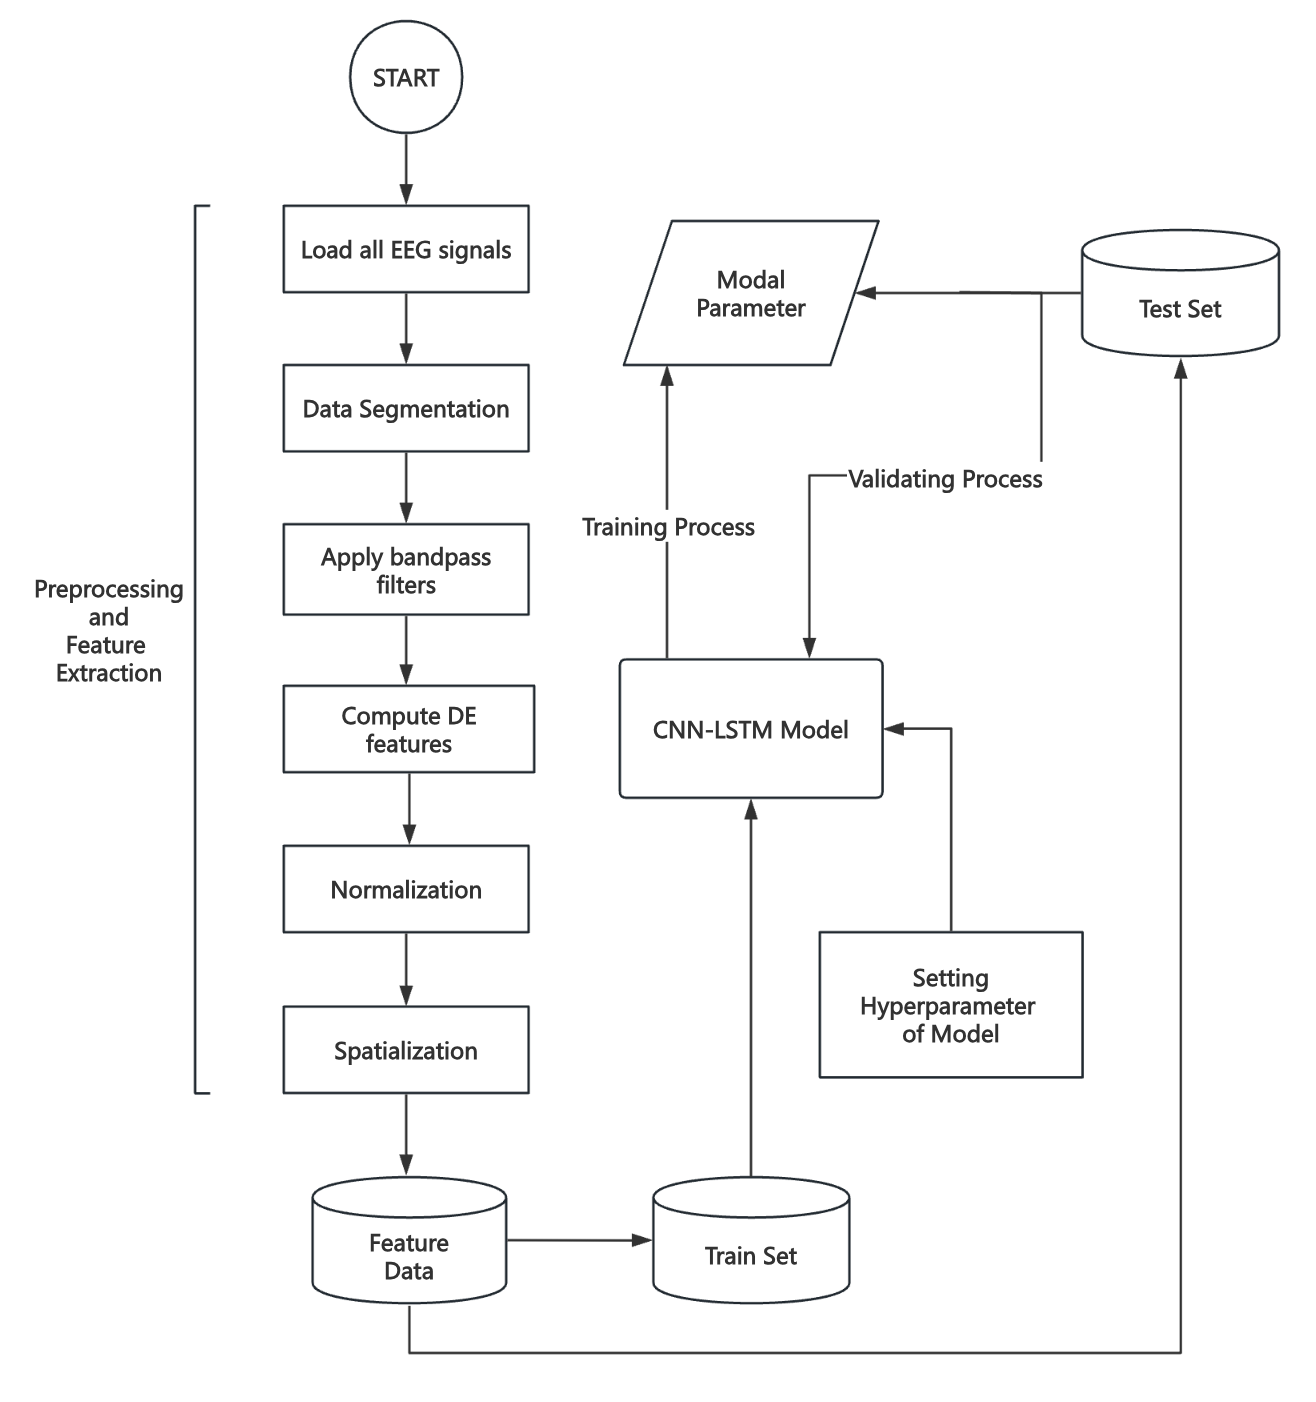 START
Load all EEG signals
Data Segmentation
Apply bandpass
filters
Compute DE
features
Normalization
Spatialization
Feature
Data
Preprocessing
and
Feature
Extraction
Modal
Parameter
Test Set
Validating Process
Training Process
CNN-LSTM Model
Setting
Hyperparameter
of Model
Train Set